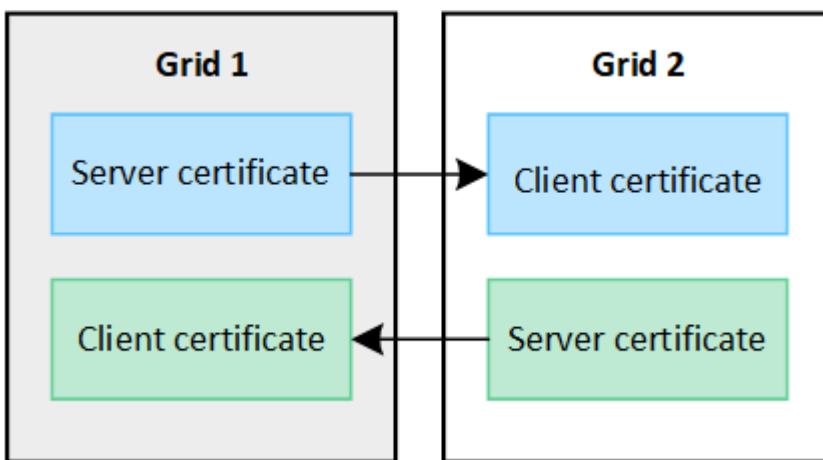 Grid 1
Grid 2
Server certificate
Client certificate
Client certificate
Server certificate